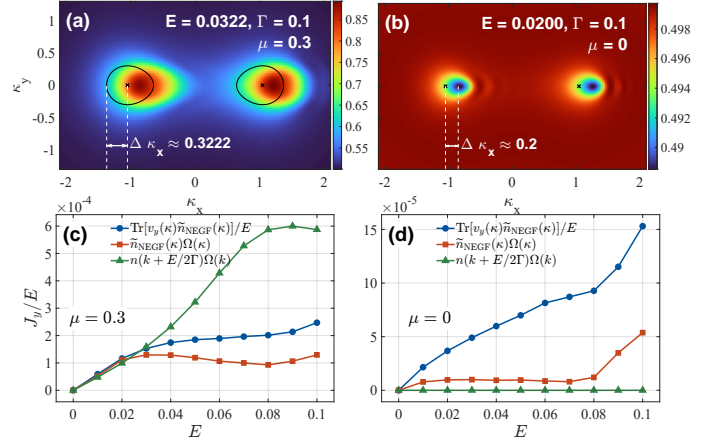 (a)
E = 0.0322, Γ = 0.1
μ = 0.3
Δ κx ≈ 0.3222
κy
1
0
-1
-2
-1
0
1
2
κx
0.85
0.8
0.75
0.7
0.65
0.6
0.55
(b)
E = 0.0200, Γ = 0.1
μ = 0
Δ κx ≈ 0.2
-2
-1
0
1
2
κx
0.498
0.496
0.494
0.492
0.49
×10⁻⁴
(c)
Tr[vy(κ)ñNEGF(κ)]/E
ñNEGF(κ)Ω(κ)
n(k + E/2Γ)Ω(k)
μ = 0.3
Jy/E
6
5
4
3
2
1
0
0
0.02
0.04
0.06
0.08
0.1
E
×10⁻⁵
(d)
Tr[vy(κ)ñNEGF(κ)]/E
ñNEGF(κ)Ω(κ)
n(k + E/2Γ)Ω(k)
μ = 0
15
10
5
0
0
0.02
0.04
0.06
0.08
0.1
E